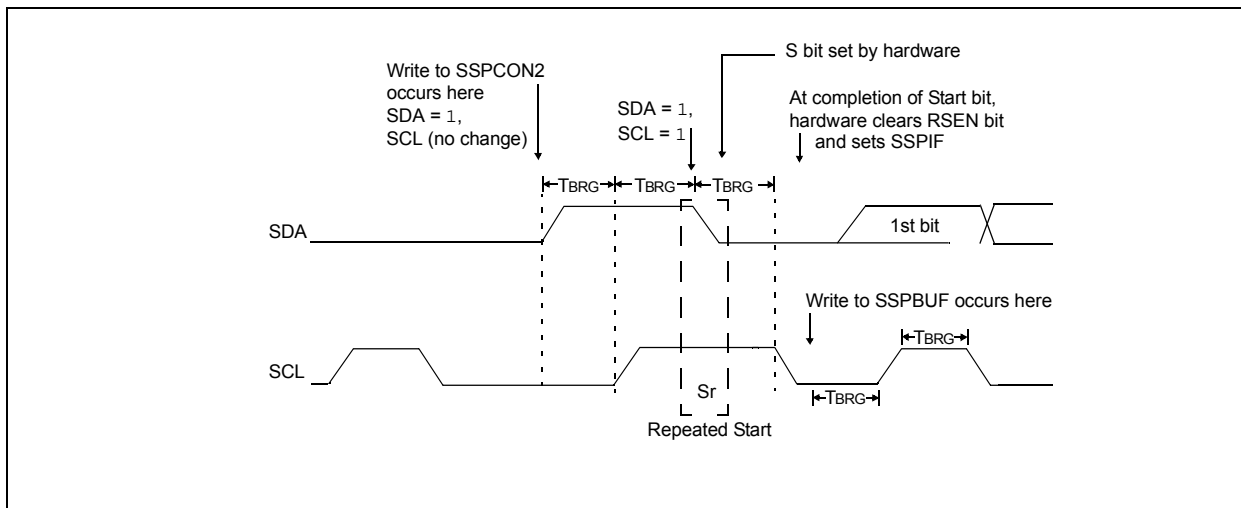 S bit set by hardware
Write to SSPCON2
occurs here
SDA = 1,
SCL (no change)
SDA = 1,
SCL = 1
At completion of Start bit,
hardware clears RSEN bit
and sets SSPIF
TBRG TBRG TBRG
SDA
1st bit
Write to SSPBUF occurs here
TBRG
SCL
Sr
TBRG
Repeated Start